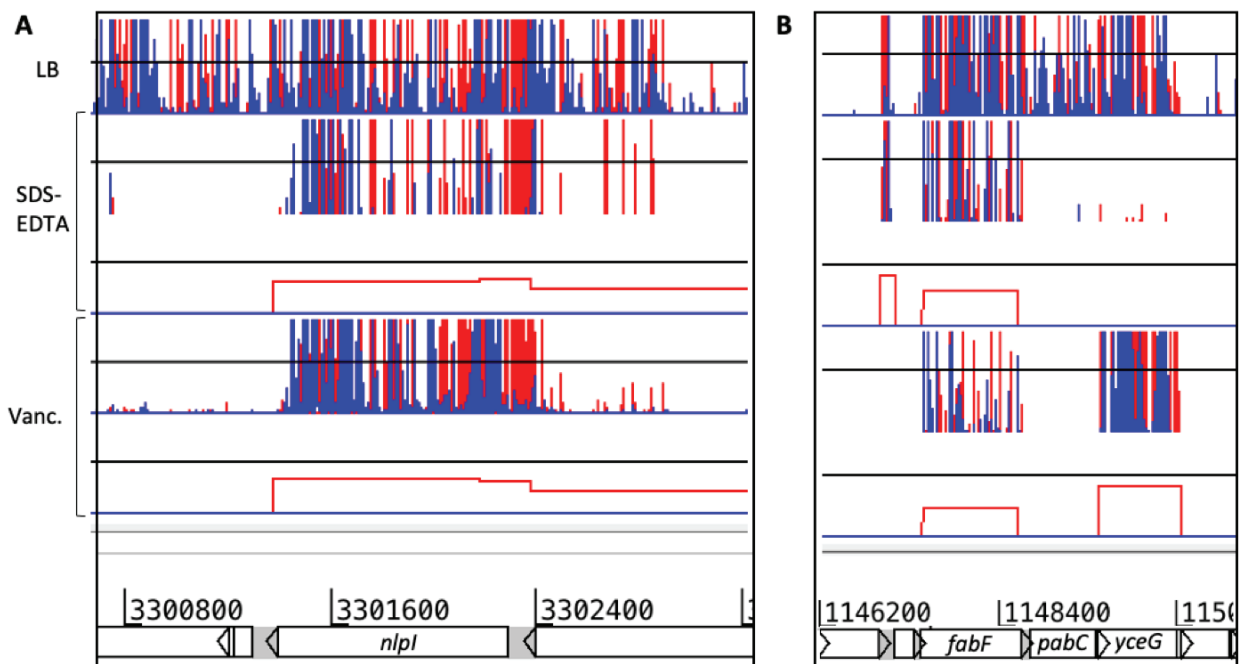 A
B
LB
SDS-
EDTA
Vanc.
3300800
3301600
3302400
nlpI
1146200
1148400
fabF
pabC
yceG